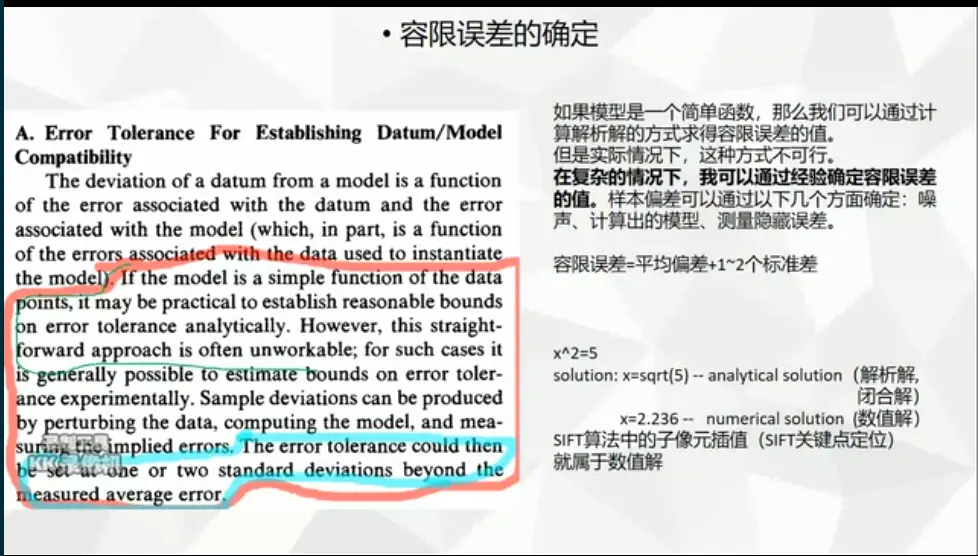 • 容限误差的确定
A. Error Tolerance For Establishing Datum/Model
Compatibility
The deviation of a datum from a model is a function
of the error associated with the datum and the error
associated with the model (which, in part, is a function
of the errors associated with the data used to instantiate
the model). If the model is a simple function of the data
points, it may be practical to establish reasonable bounds
on error tolerance analytically. However, this straight-
forward approach is often unworkable; for such cases it
is generally possible to estimate bounds on error toler-
ance experimentally. Sample deviations can be produced
by perturbing the data, computing the model, and mea-
suring the implied errors. The error tolerance could then
be set at one or two standard deviations beyond the
measured average error.
如果模型是一个简单函数，那么我们可以通过计
算解析解的方式求得容限误差的值。
但是实际情况下，这种方式不可行。
在复杂的情况下，我可以通过经验确定容限误差
的值。样本偏差可以通过以下几个方面确定：噪
声、计算出的模型、测量隐藏误差。
容限误差=平均偏差+1~2个标准差
x^2=5
solution: x=sqrt(5) -- analytical solution（解析解,
闭合解）
x=2.236 -- numerical solution（数值解）
SIFT算法中的子像元插值（SIFT关键点定位）
就属于数值解